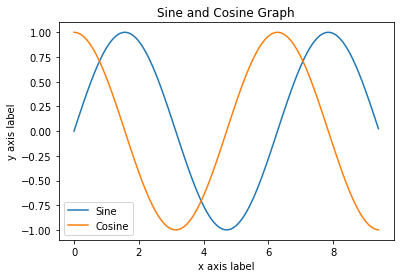 Sine and Cosine Graph
1.00
0.75
0.50
0.25
0.00
−0.25
−0.50
−0.75
−1.00
y axis label
Sine
Cosine
0 2 4 6 8
x axis label